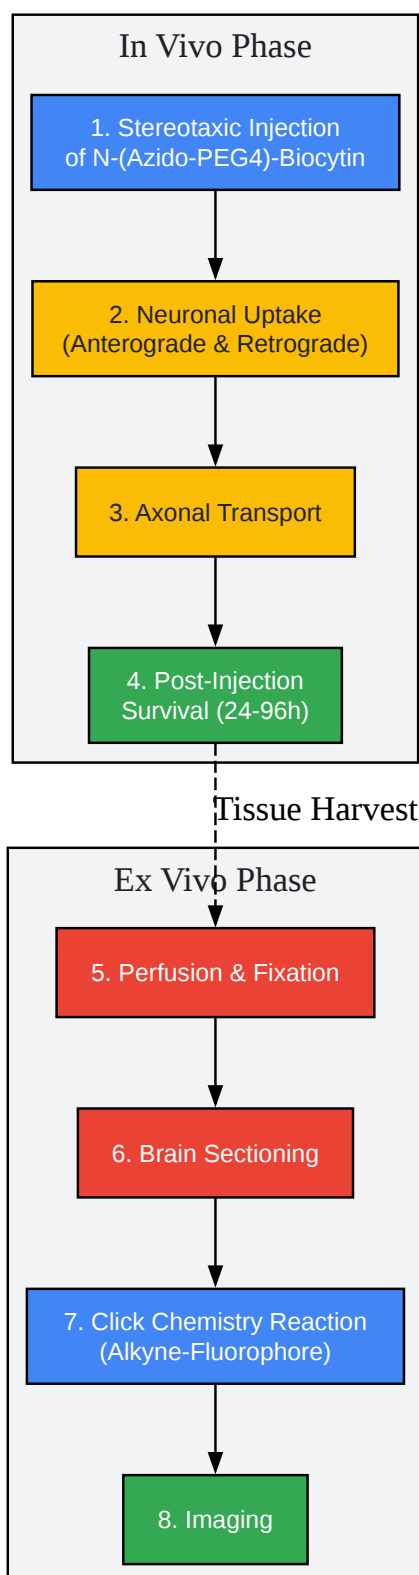 In Vivo Phase
1. Stereotaxic Injection
of N-(Azido-PEG4)-Biocytin
2. Neuronal Uptake
(Anterograde & Retrograde)
3. Axonal Transport
4. Post-Injection
Survival (24-96h)
Tissue Harvest
Ex Vivo Phase
5. Perfusion & Fixation
6. Brain Sectioning
7. Click Chemistry Reaction
(Alkyne-Fluorophore)
8. Imaging